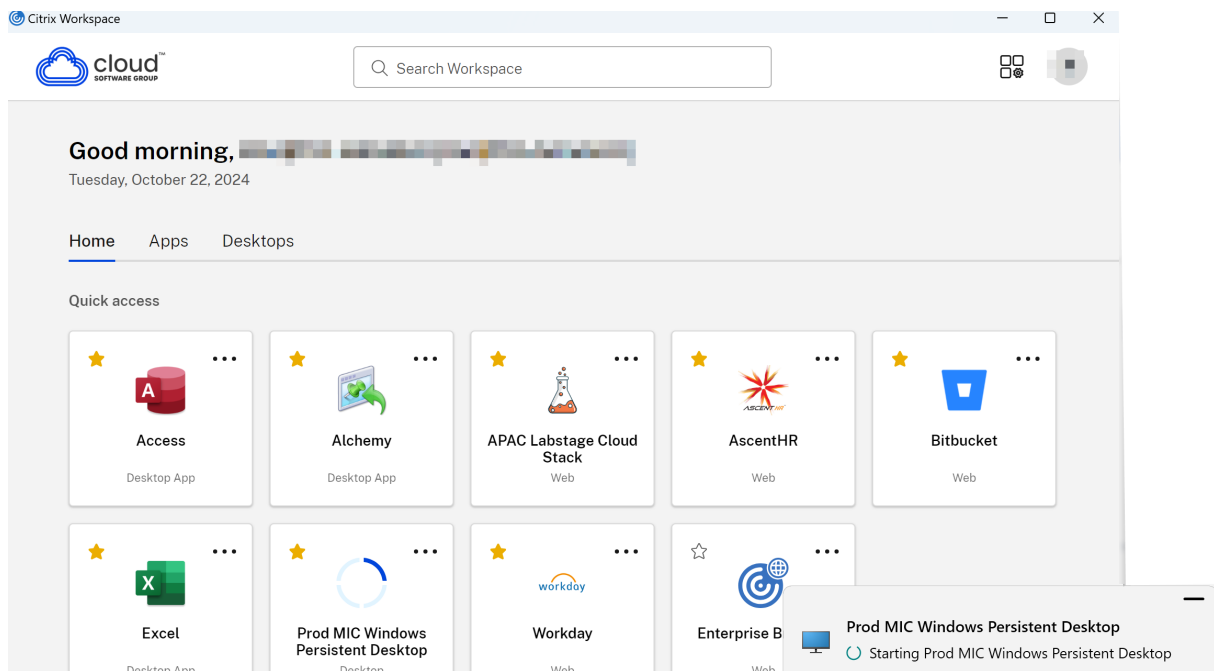 Citrix Workspace
cloud™
SOFTWARE GROUP
Search Workspace
Good morning,
Tuesday, October 22, 2024
Home Apps Desktops
Quick access
A
Access
Desktop App
Alchemy
Desktop App
APAC Labstage Cloud
Stack
Web
ASCENT HR
AscentHR
Web
Bitbucket
Web
X
Excel
Desktop App
Prod MIC Windows
Persistent Desktop
Desktop
workday
Workday
Web
Enterprise B
Web
Prod MIC Windows Persistent Desktop
Starting Prod MIC Windows Persistent Desktop